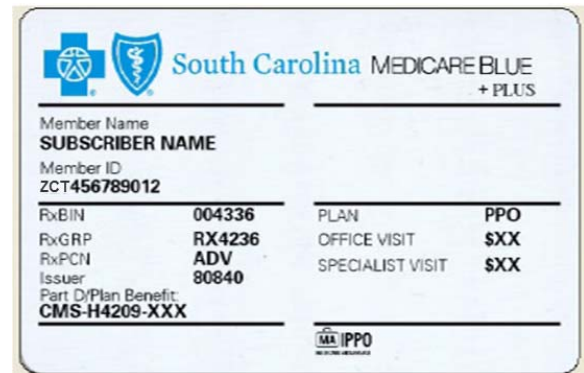 South Carolina MEDICARE BLUE
+ PLUS
Member Name
SUBSCRIBER NAME
Member ID
ZCT456789012
RxBIN 004336
RxGRP RX4236
RxPCN ADV
Issuer 80840
Part D/Plan Benefit:
CMS-H4209-XXX
PLAN PPO
OFFICE VISIT $XX
SPECIALIST VISIT $XX
MA IPPO